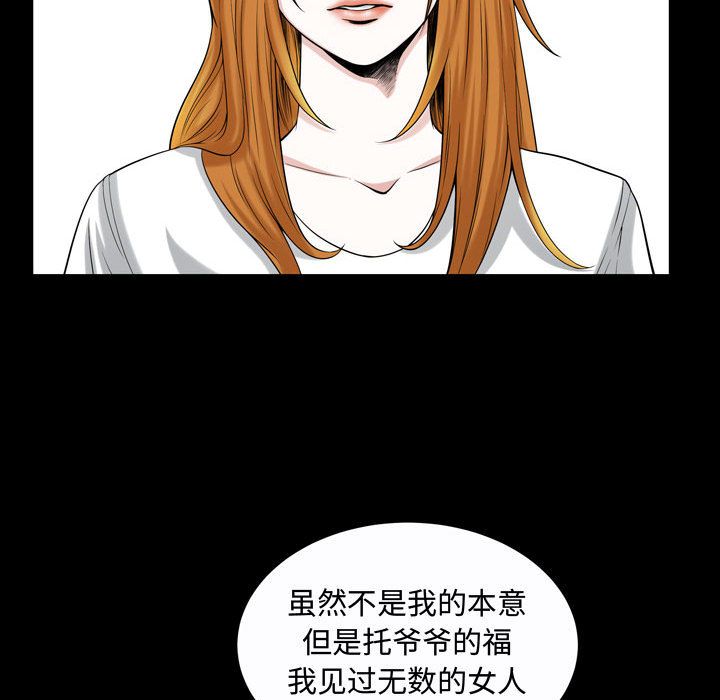 虽然不是我的本意
但是托爷爷的福
我见过无数的女人